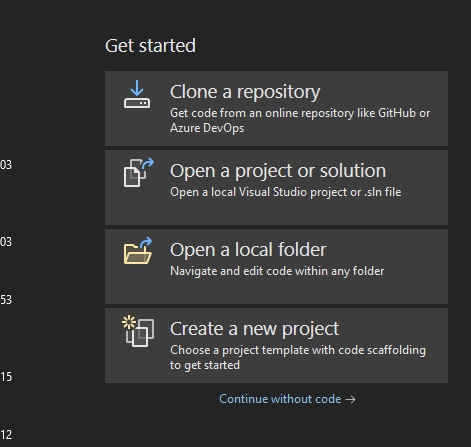 Get started
Clone a repository
Get code from an online repository like GitHub or
Azure DevOps
03
Open a project or solution
Open a local Visual Studio project or .sln file
03
Open a local folder
Navigate and edit code within any folder
53
Create a new project
Choose a project template with code scaffolding
to get started
15
Continue without code →
12